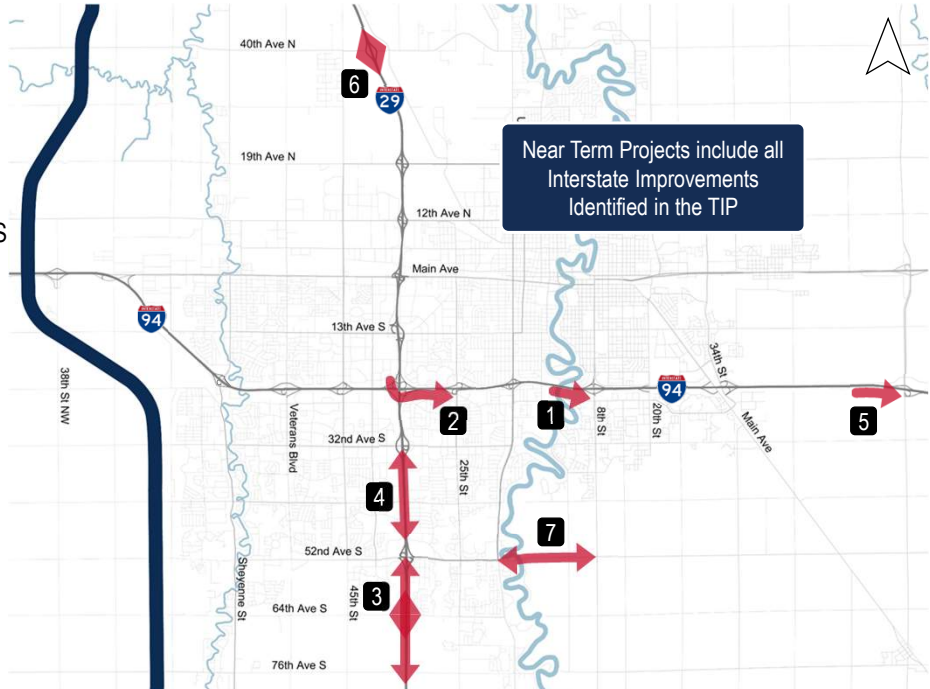 40th Ave N
6
INTERSTATE
29
L
Near Term Projects include all
Interstate Improvements
Identified in the TIP
19th Ave N
12th Ave N
S
Main Ave
INTERSTATE
94
13th Ave S
38th St NW
Veterans Blvd
2
1
8th St
20th St
INTERSTATE
94
34th St
Main Ave
5
32nd Ave S
25th St
4
7
52nd Ave S
Sheyenne St
45th St
3
64th Ave S
76th Ave S